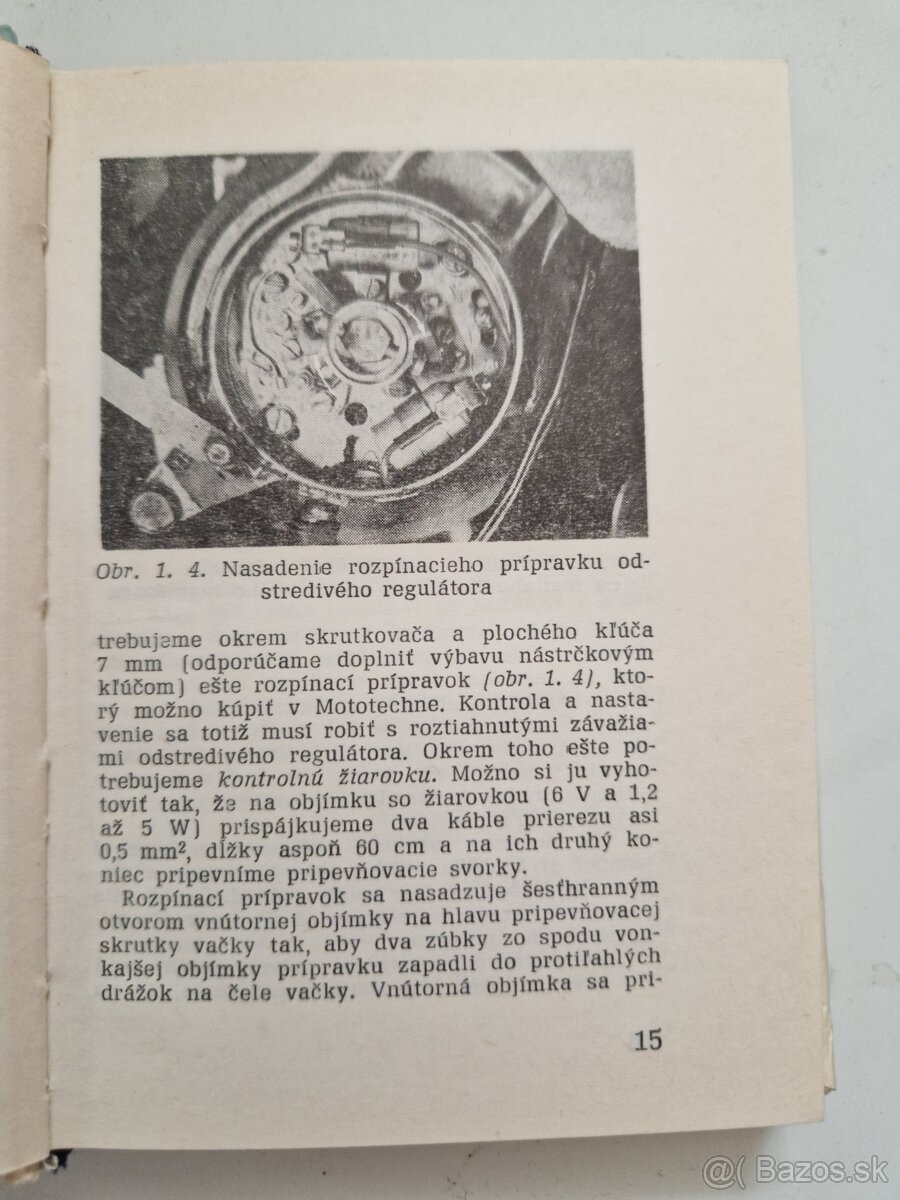 Obr. 1. 4. Nasadenie rozpínacieho prípravku od-
stredivého regulátora
trebujeme okrem skrutkovača a plochého kľúča
7 mm (odporúčame doplniť výbavu nástrčkovým
kľúčom) ešte rozpínací prípravok (obr. 1. 4), kto-
rý možno kúpiť v Mototechne. Kontrola a nasta-
venie sa totiž musí robiť s roztiahnutými závažia-
mi odstredivého regulátora. Okrem toho ešte po-
trebujeme kontrolnú žiarovku. Možno si ju vyho-
toviť tak, že na objímku so žiarovkou (6 V a 1,2
až 5 W) prispájkujeme dva káble prierezu asi
0,5 mm², dĺžky aspoň 60 cm a na ich druhý ko-
niec pripevníme pripevňovacie svorky.
Rozpínací prípravok sa nasadzuje šesťhranným
otvorom vnútornej objímky na hlavu pripevňovacej
skrutky vačky tak, aby dva zúbky zo spodu von-
kajšej objímky prípravku zapadli do protiľahlých
drážok na čele vačky. Vnútorná objímka sa pri-
15
@( Bazos.sk